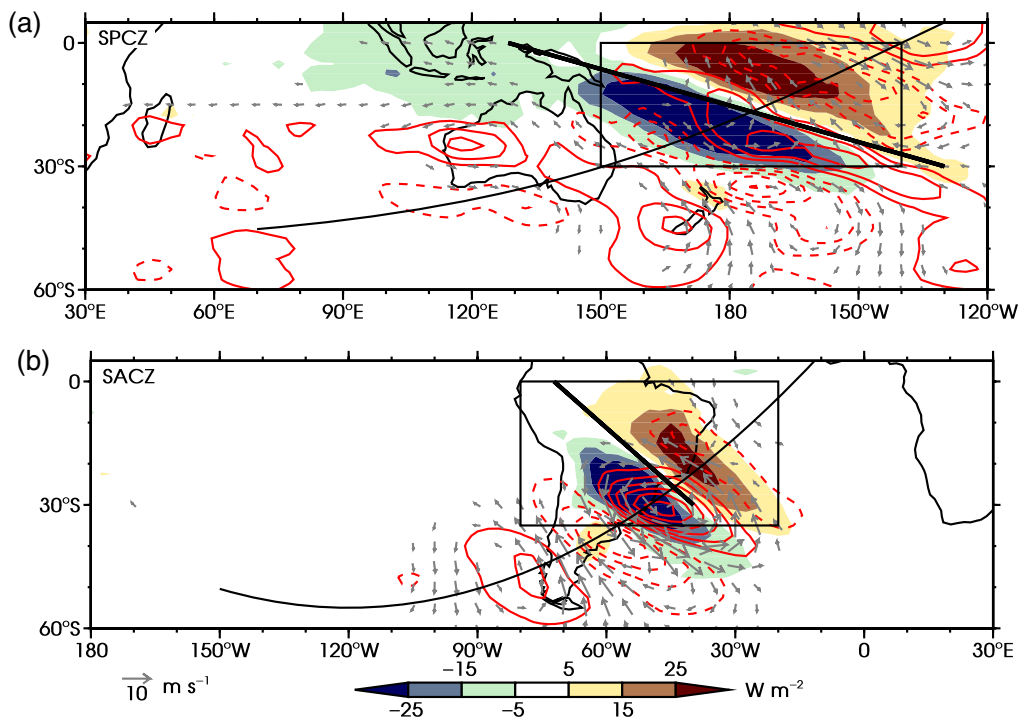 (a)
SPCZ
0
30°S
60°S
30°E 60°E 90°E 120°E 150°E 180° 150°W 120°W
(b)
SACZ
0
30°S
60°S
180 150°W 120°W 90°W 60°W 30°W 0 30°E
10 m s⁻¹
−15 5 25
W m⁻²
−25 −5 15